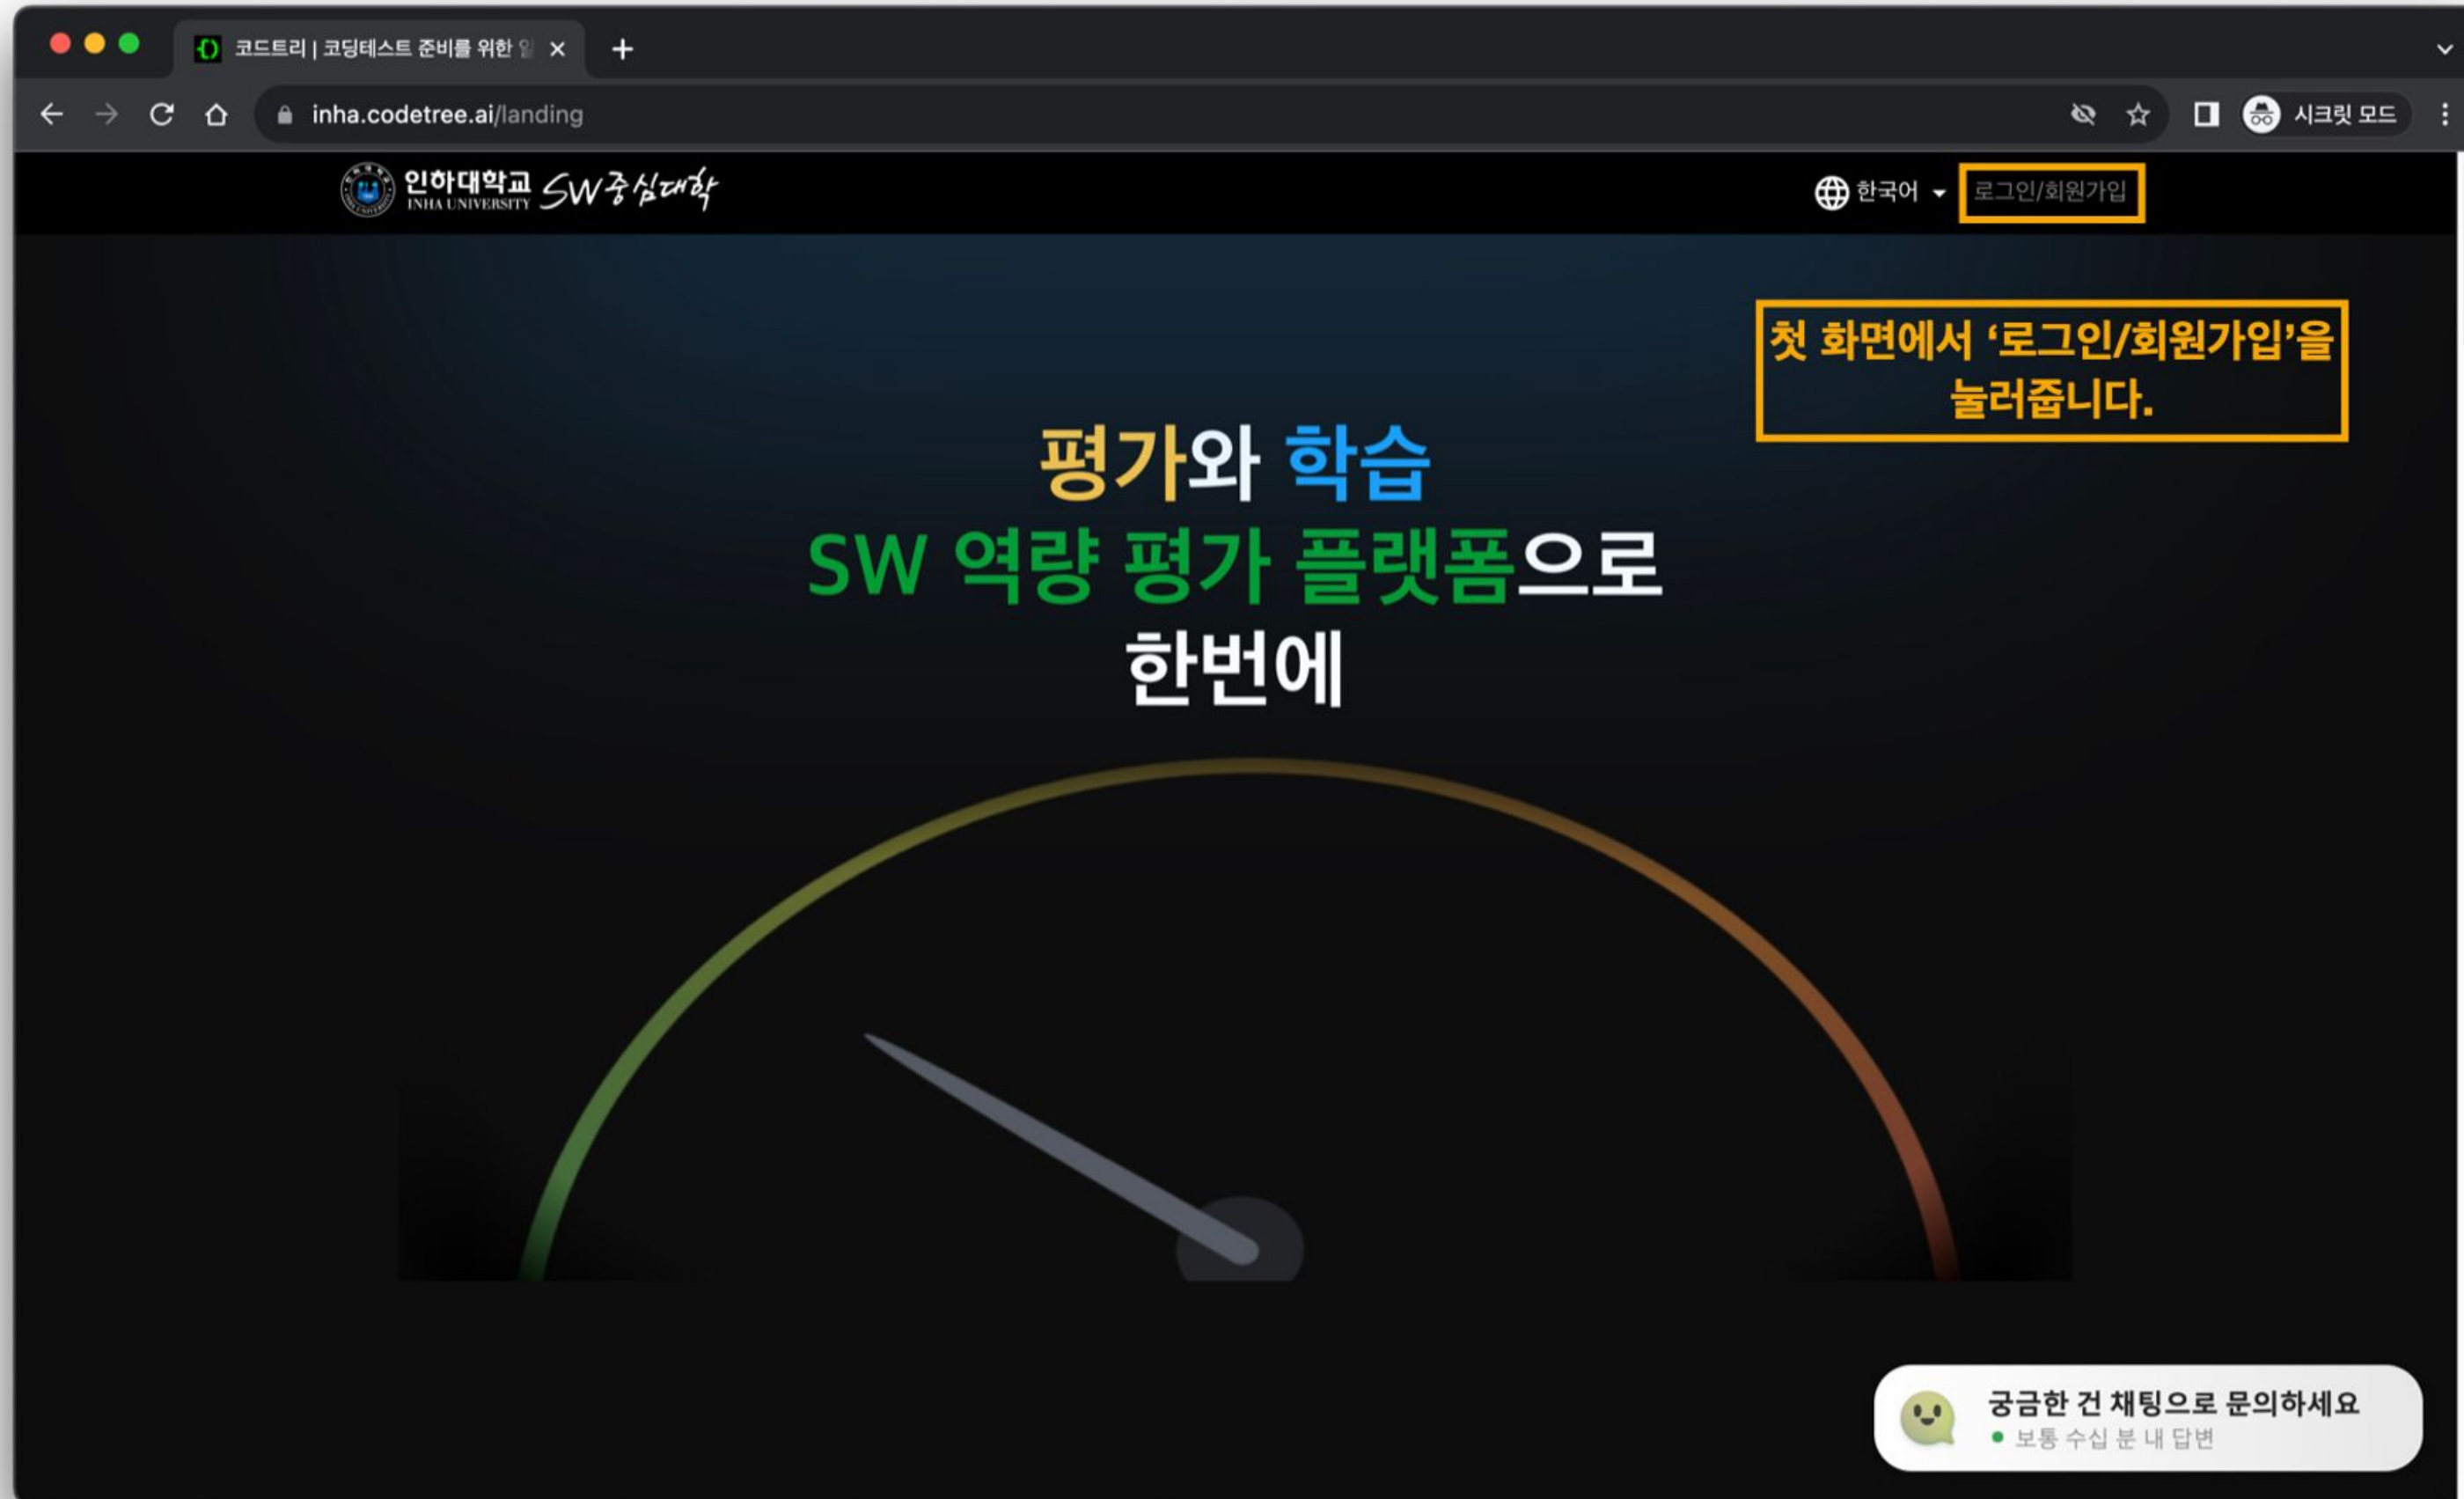 코드트리 | 코딩테스트 준비를 위한
inha.codetree.ai/landing
시크릿 모드
인하대학교 SW중심대학
INHA UNIVERSITY
한국어
로그인/회원가입
첫 화면에서 ‘로그인/회원가입’을
눌러줍니다.
평가와 학습
SW 역량 평가 플랫폼으로
한번에
궁금한 건 채팅으로 문의하세요
보통 수십 분 내 답변